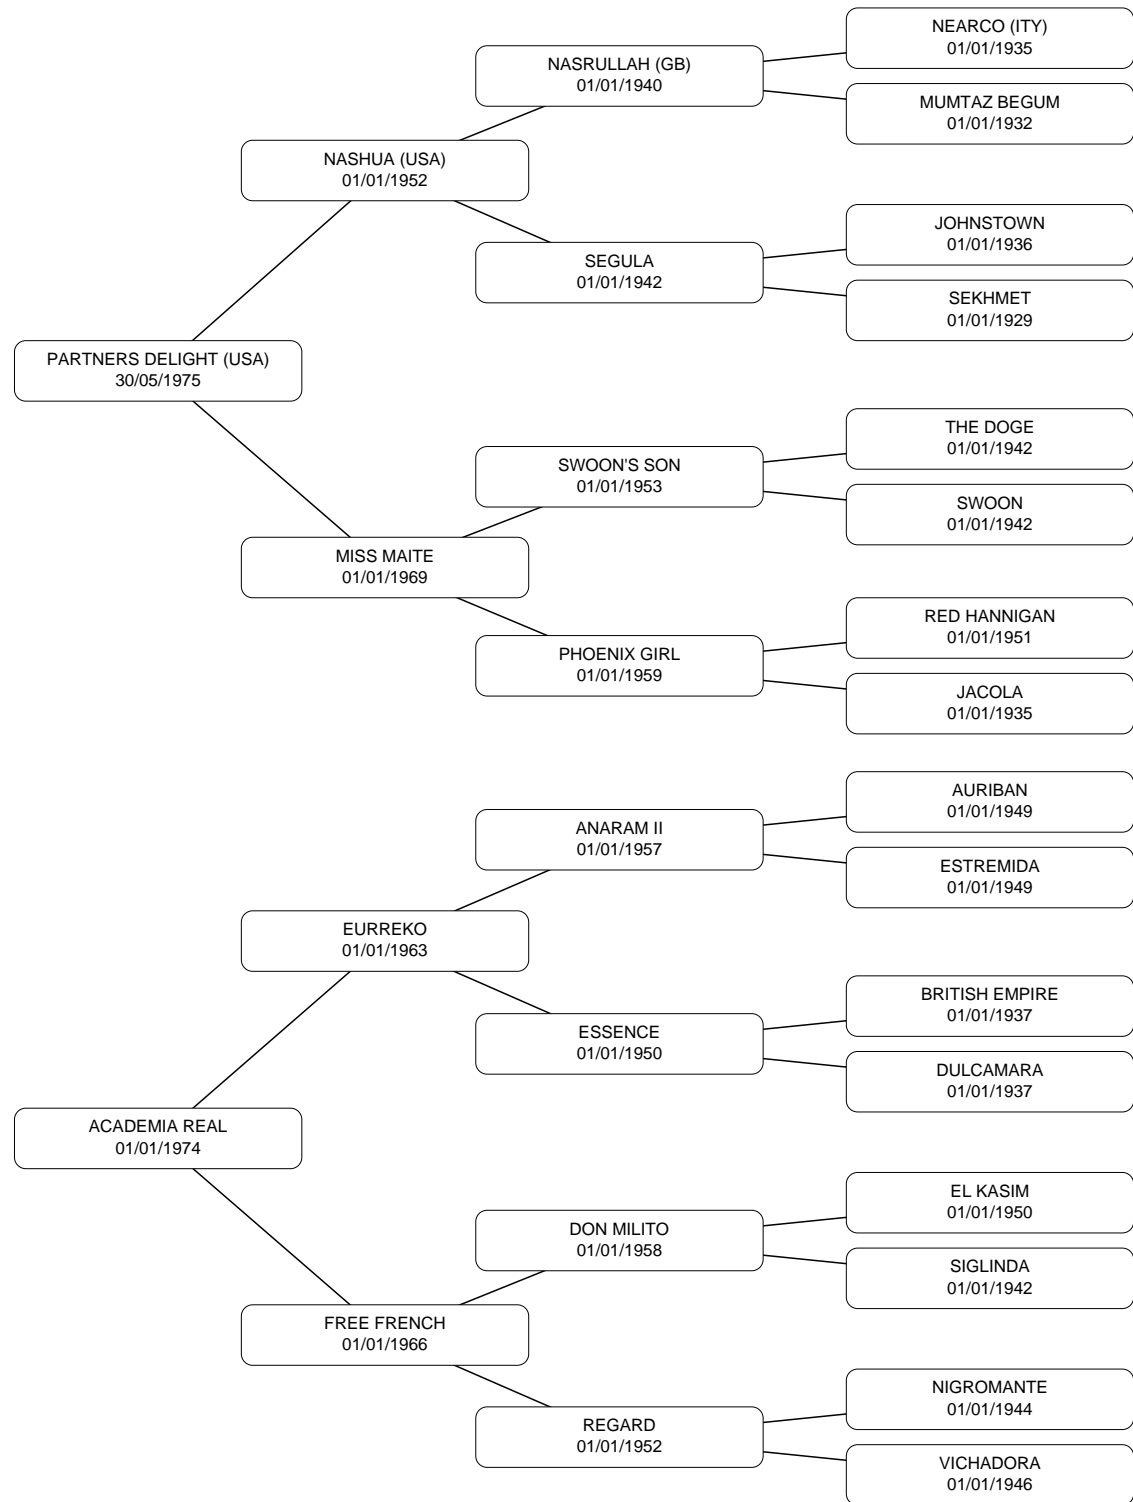 NEARCO (ITY)
01/01/1935
NASRULLAH (GB)
01/01/1940
MUMTAZ BEGUM
01/01/1932
NASHUA (USA)
01/01/1952
JOHNSTOWN
01/01/1936
SEGULA
01/01/1942
SEKHMET
01/01/1929
PARTNERS DELIGHT (USA)
30/05/1975
THE DOGE
01/01/1942
SWOON'S SON
01/01/1953
SWOON
01/01/1942
MISS MAITE
01/01/1969
RED HANNIGAN
01/01/1951
PHOENIX GIRL
01/01/1959
JACOLA
01/01/1935
AURIBAN
01/01/1949
ANARAM II
01/01/1957
ESTREMIDA
01/01/1949
EURREKO
01/01/1963
BRITISH EMPIRE
01/01/1937
ESSENCE
01/01/1950
DULCAMARA
01/01/1937
ACADEMIA REAL
01/01/1974
EL KASIM
01/01/1950
DON MILITO
01/01/1958
SIGLINDA
01/01/1942
FREE FRENCH
01/01/1966
NIGROMANTE
01/01/1944
REGARD
01/01/1952
VICHADORA
01/01/1946